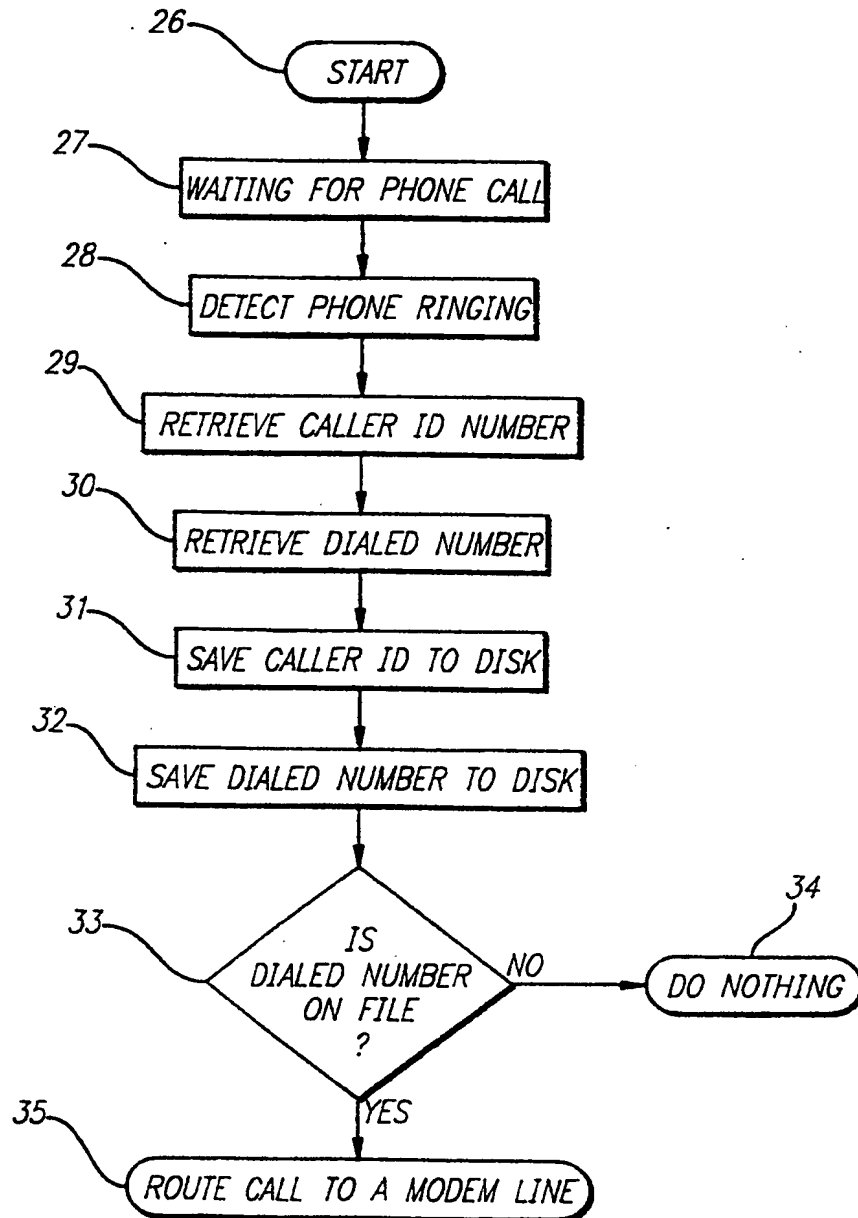 26
START
27
WAITING FOR PHONE CALL
28
DETECT PHONE RINGING
29
RETRIEVE CALLER ID NUMBER
30
RETRIEVE DIALED NUMBER
31
SAVE CALLER ID TO DISK
32
SAVE DIALED NUMBER TO DISK
33
IS
DIALED NUMBER
ON FILE
?
NO
34
DO NOTHING
YES
35
ROUTE CALL TO A MODEM LINE